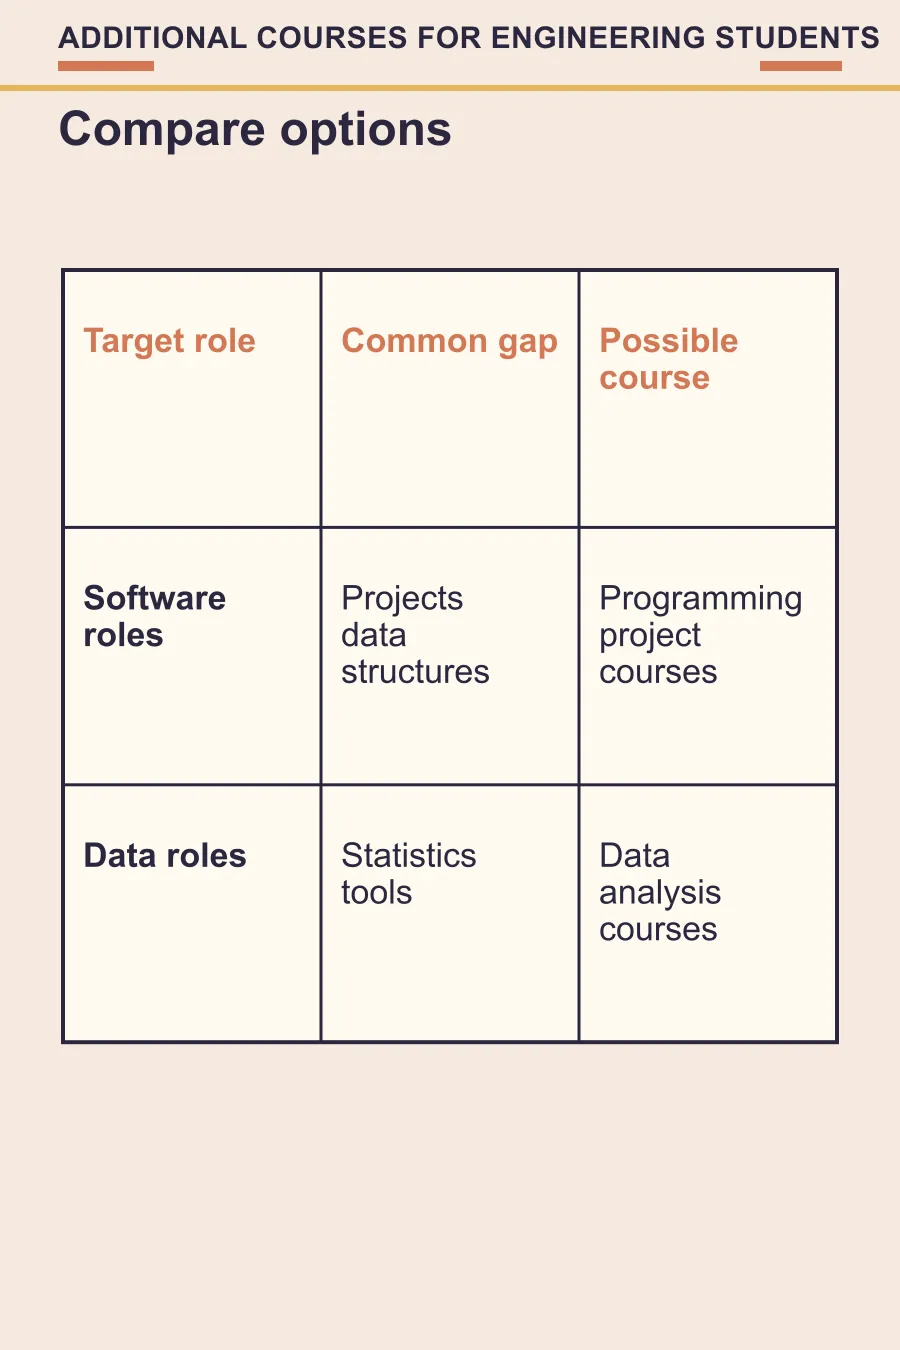 ADDITIONAL COURSES FOR ENGINEERING STUDENTS
Compare options
Target role
Common gap
Possible
course
Software
roles
Projects
data
structures
Programming
project
courses
Data roles
Statistics
tools
Data
analysis
courses